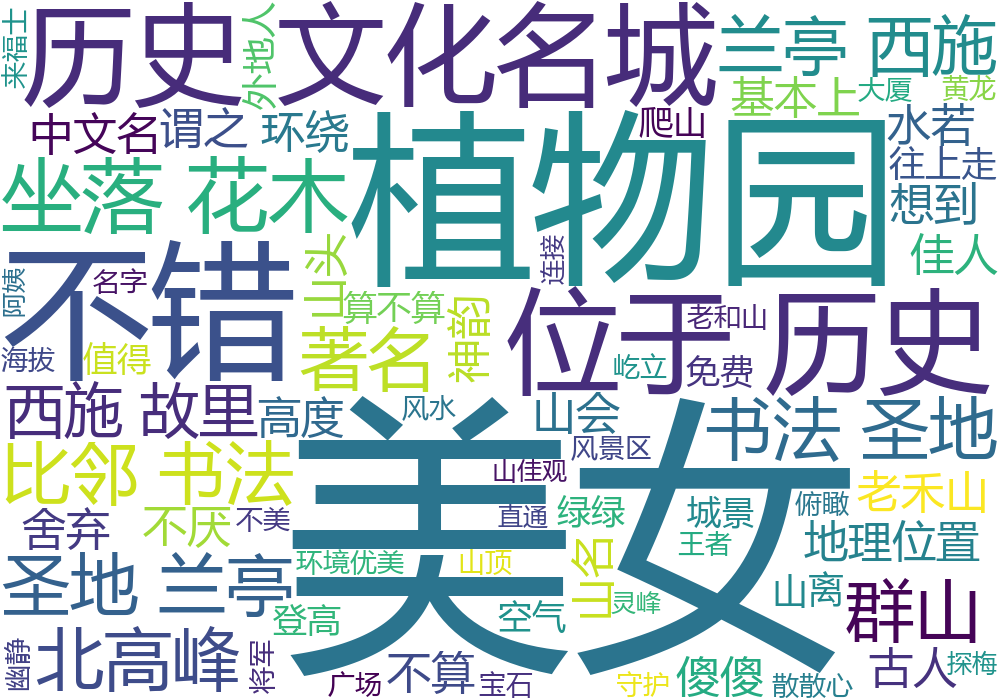 来福士
历史 文化名城
外地人
兰亭 西施
基本上
大厦
黄龙
中文名
谓之
环绕
爬山
水若
往上走
坐落 花木
植物园
想到
佳人
不错
阿姨
名字
山头
连接
算不算
神韵
位于 历史
老和山
海拔
值得
著名
屹立
免费
西施 故里
高度
风水
山会
书法 圣地
美女
风景区
比邻 书法
山佳观
老禾山
舍弃
不厌
不美
直通
绿绿
城景
俯瞰
王者
地理位置
圣地 兰亭
环境优美
山顶
山名
灵峰
山离
群山
登高
空气
幽静
北高峰
将军
广场
不算
宝石
守护
傻傻
散散心
古人
探梅